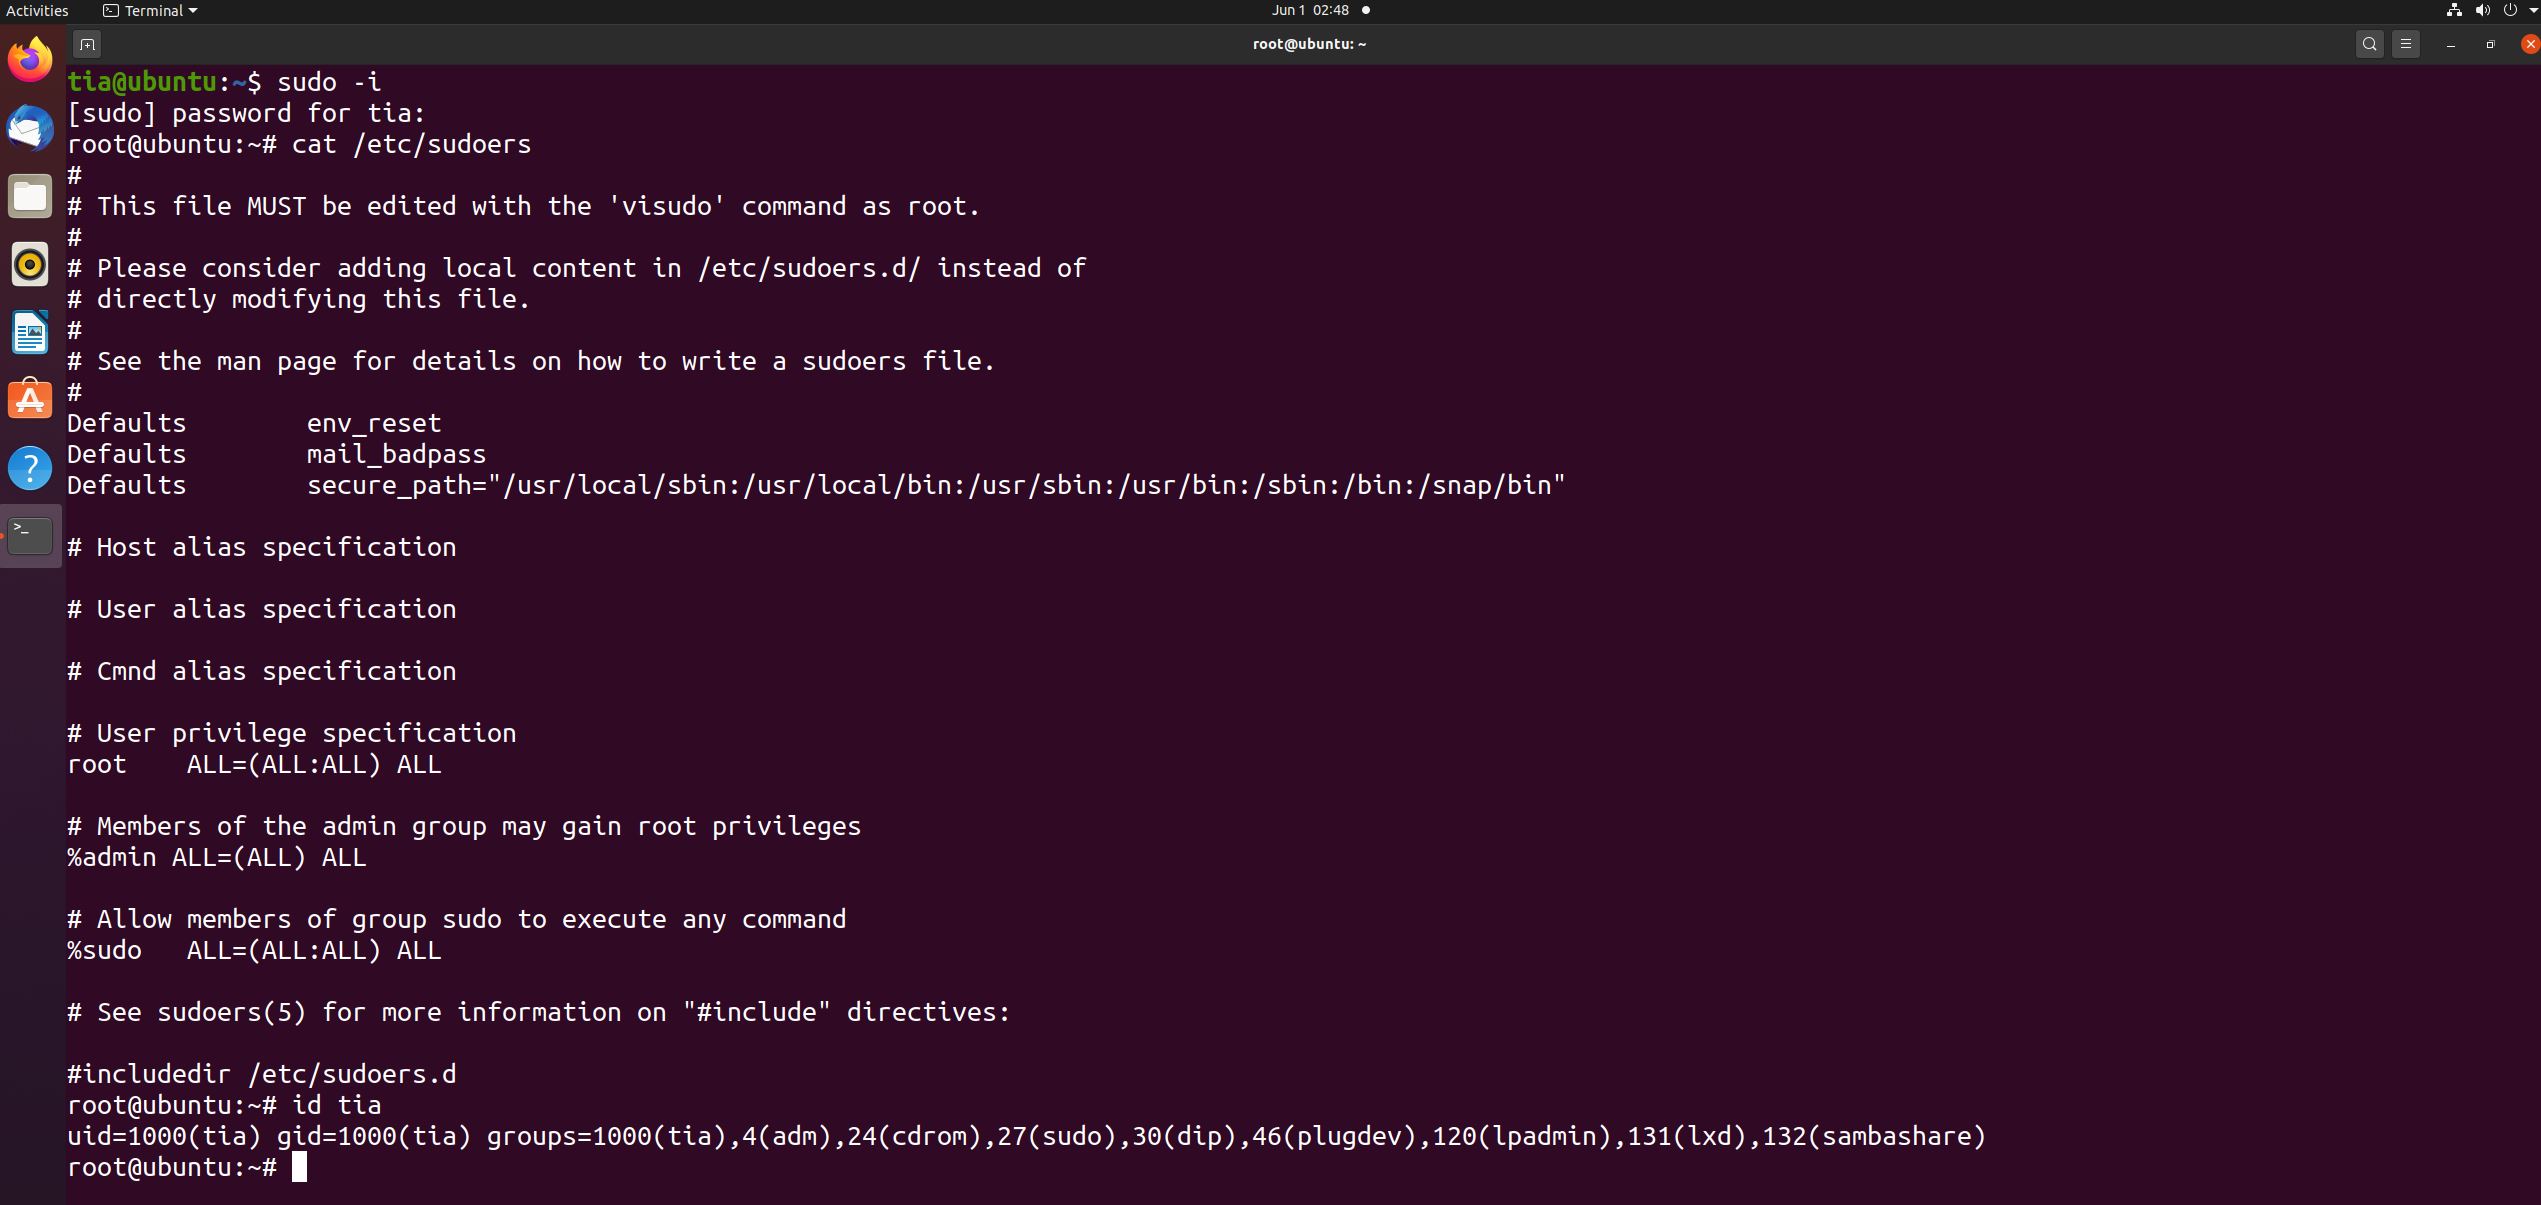 Activities Terminal Jun 1 02:48
root@ubuntu: ~
tia@ubuntu:~$ sudo -i
[sudo] password for tia:
root@ubuntu:~# cat /etc/sudoers
#
# This file MUST be edited with the 'visudo' command as root.
#
# Please consider adding local content in /etc/sudoers.d/ instead of
# directly modifying this file.
#
# See the man page for details on how to write a sudoers file.
#
Defaults        env_reset
Defaults        mail_badpass
Defaults        secure_path="/usr/local/sbin:/usr/local/bin:/usr/sbin:/usr/bin:/sbin:/bin:/snap/bin"
# Host alias specification
# User alias specification
# Cmnd alias specification
# User privilege specification
root    ALL=(ALL:ALL) ALL
# Members of the admin group may gain root privileges
%admin ALL=(ALL) ALL
# Allow members of group sudo to execute any command
%sudo   ALL=(ALL:ALL) ALL
# See sudoers(5) for more information on "#include" directives:
#includedir /etc/sudoers.d
root@ubuntu:~# id tia
uid=1000(tia) gid=1000(tia) groups=1000(tia),4(adm),24(cdrom),27(sudo),30(dip),46(plugdev),120(lpadmin),131(lxd),132(sambashare)
root@ubuntu:~#